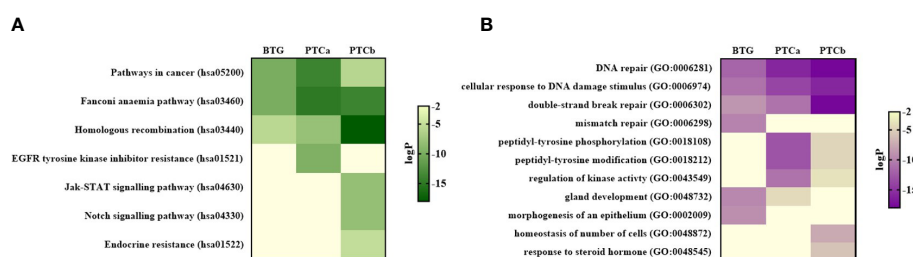 A
BTG PTCa PTCb
Pathways in cancer (hsa05200)
Fanconi anaemia pathway (hsa03460)
Homologous recombination (hsa03440)
EGFR tyrosine kinase inhibitor resistance (hsa01521)
Jak-STAT signalling pathway (hsa04630)
Notch signalling pathway (hsa04330)
Endocrine resistance (hsa01522)
-2
-5
-10
-15
logP
B
BTG PTCa PTCb
DNA repair (GO:0006281)
cellular response to DNA damage stimulus (GO:0006974)
double-strand break repair (GO:0006302)
mismatch repair (GO:0006298)
peptidyl-tyrosine phosphorylation (GO:0018108)
peptidyl-tyrosine modification (GO:0018212)
regulation of kinase activty (GO:0043549)
gland development (GO:0048732)
morphogenesis of an epithelium (GO:0002009)
homeostasis of number of cells (GO:0048872)
response to steroid hormone (GO:0048545)
-2
-5
-10
-15
logP